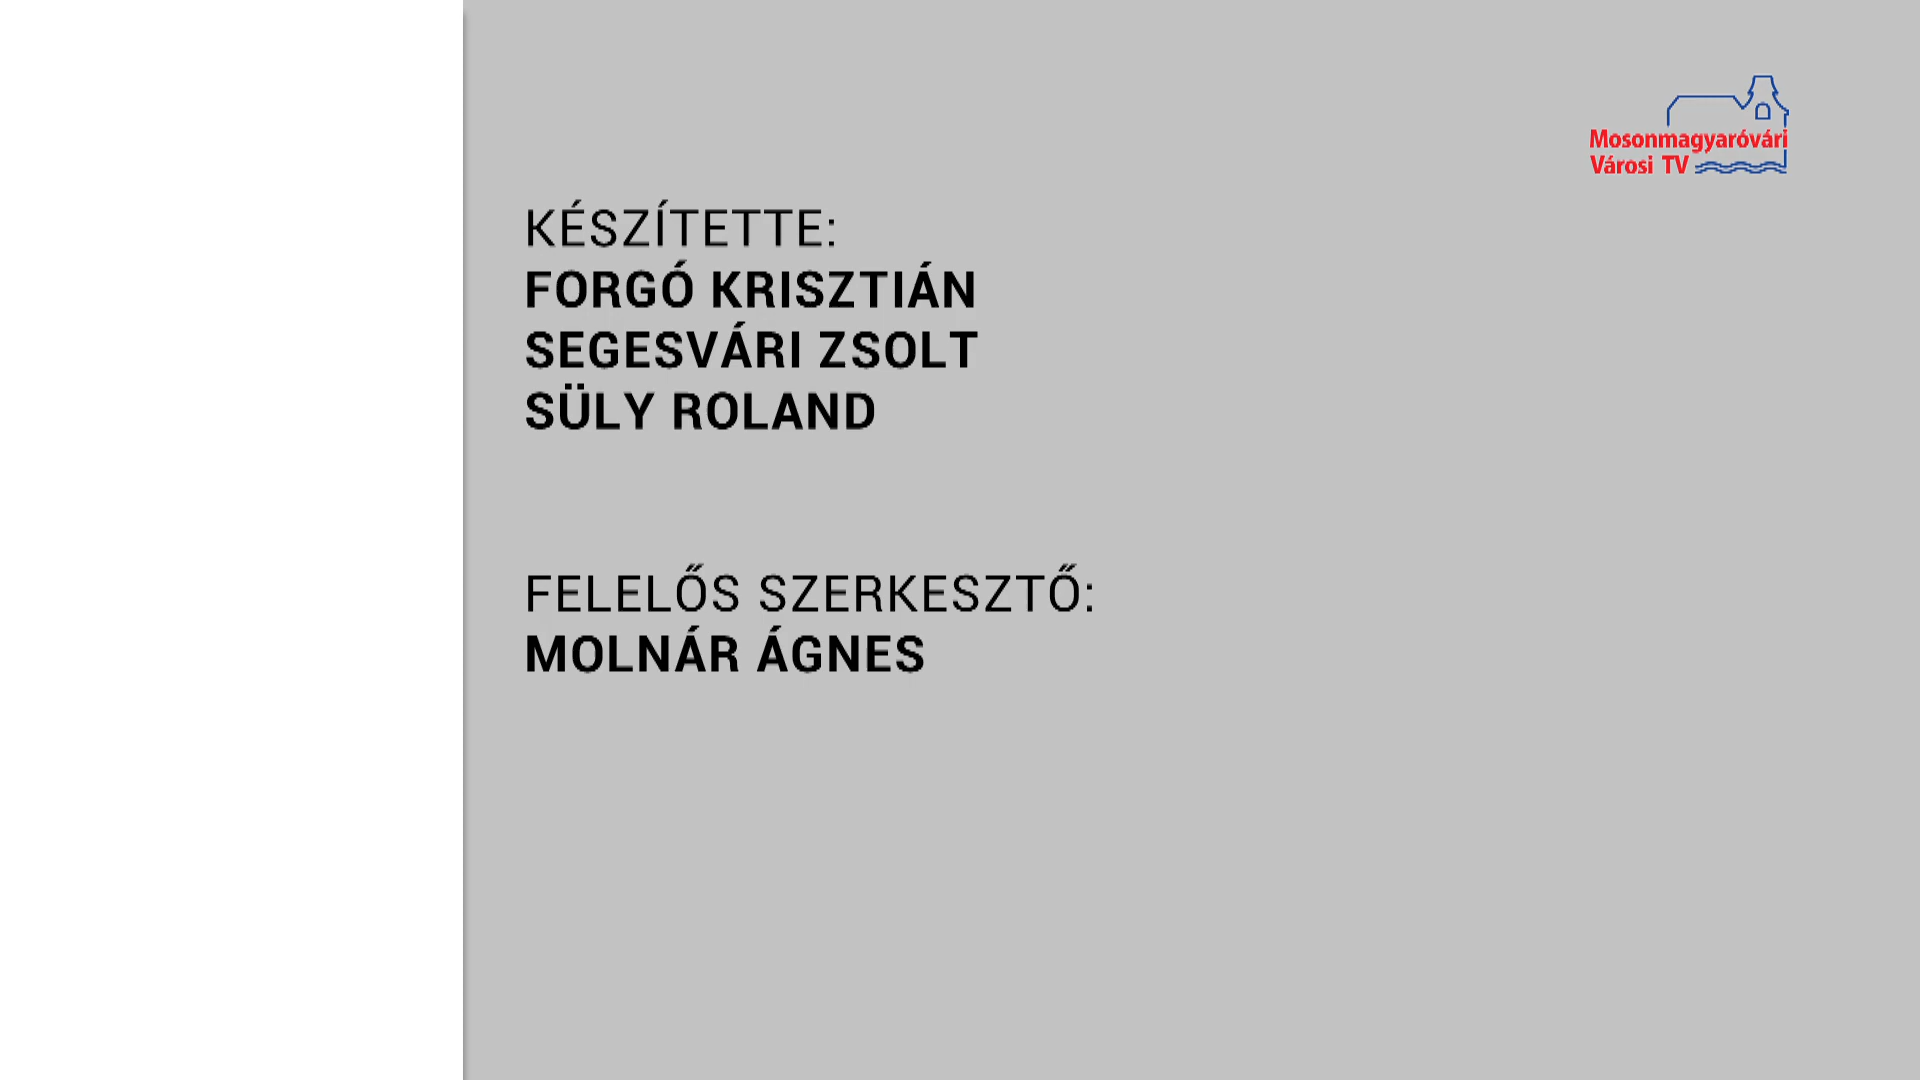 Mosonmagyaróvári
Városi TV
KÉSZÍTETTE:
FORGÓ KRISZTIÁN
SEGESVÁRI ZSOLT
SÜLY ROLAND
FELELŐS SZERKESZTŐ:
MOLNÁR ÁGNES